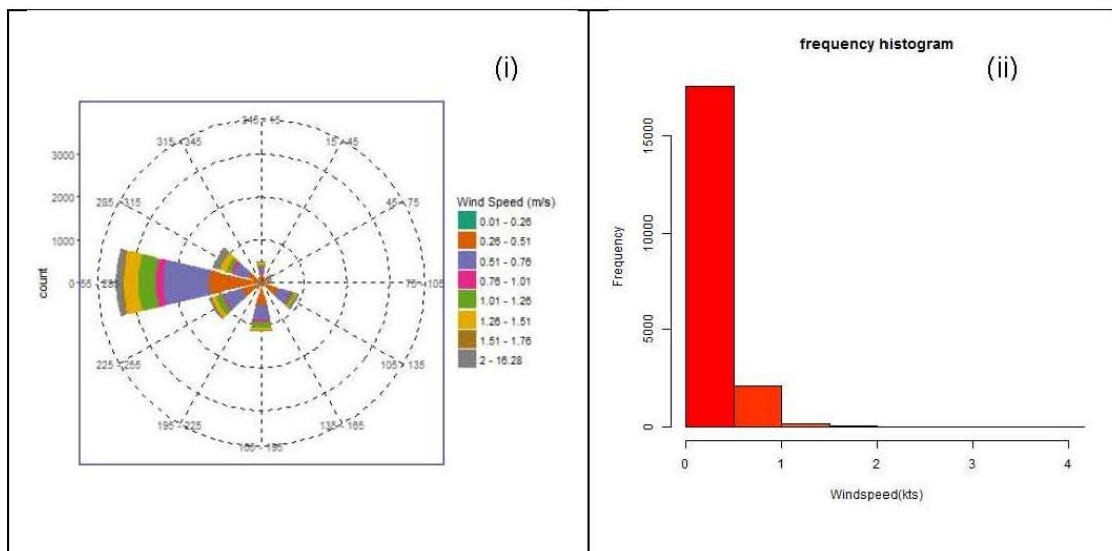 (i)
345 - 15
315 - 345
15 - 45
3000
2000
285 - 315
45 - 75
1000
0
255 - 285
75 - 105
count
225 - 255
105 - 135
195 - 225
135 - 165
165 - 195
Wind Speed (m/s)
0.01 - 0.26
0.26 - 0.51
0.51 - 0.76
0.76 - 1.01
1.01 - 1.26
1.26 - 1.51
1.51 - 1.76
2 - 16.28
frequency histogram
(ii)
Frequency
15000
10000
5000
0
0 1 2 3 4
Windspeed(kts)